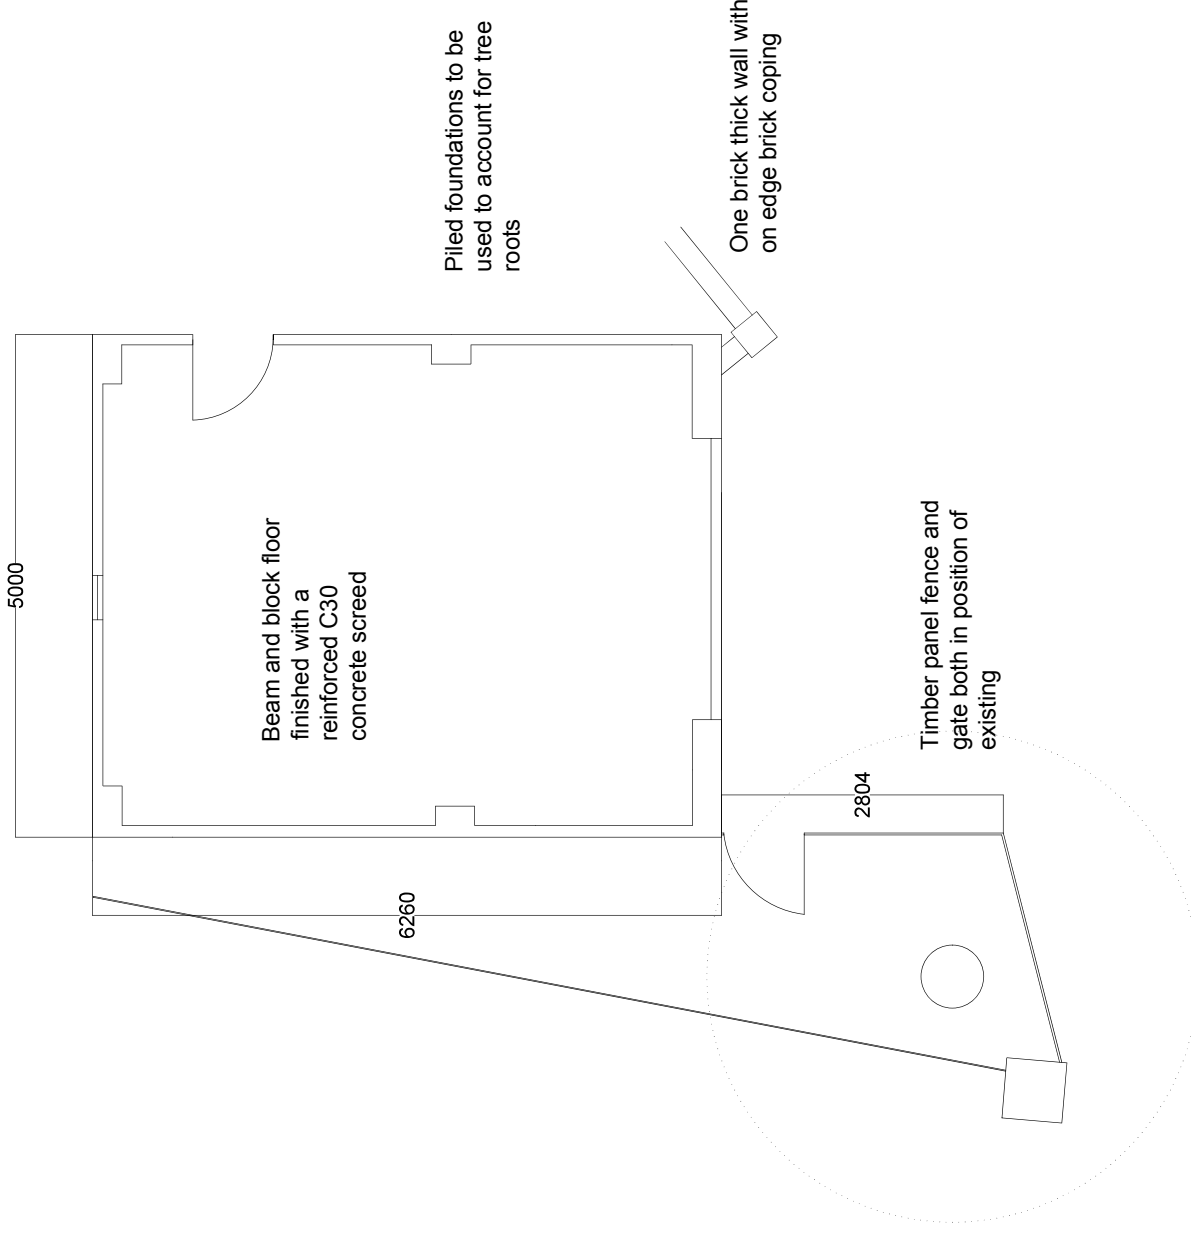 Piled foundations to be
used to account for tree
roots
One brick thick wall with
on edge brick coping
5000
Beam and block floor
finished with a
reinforced C30
concrete screed
Timber panel fence and
gate both in position of
existing
2804
6260